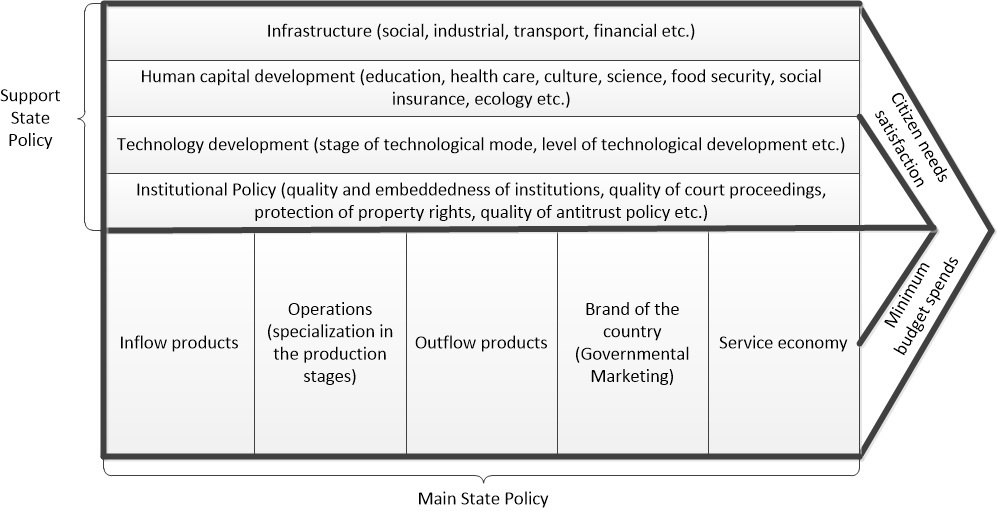 Infrastructure (social, industrial, transport, financial etc.)
Human capital development (education, health care, culture, science, food security, social
insurance, ecology etc.)
Support
State
Policy
Technology development (stage of technological mode, level of technological development etc.)
Institutional Policy (quality and embeddedness of institutions, quality of court proceedings,
protection of property rights, quality of antitrust policy etc.)
Citizen needs
satisfaction
Inflow products
Operations
(specialization in
the production
stages)
Outflow products
Brand of the
country
(Governmental
Marketing)
Service economy
Minimum
budget spends
Main State Policy